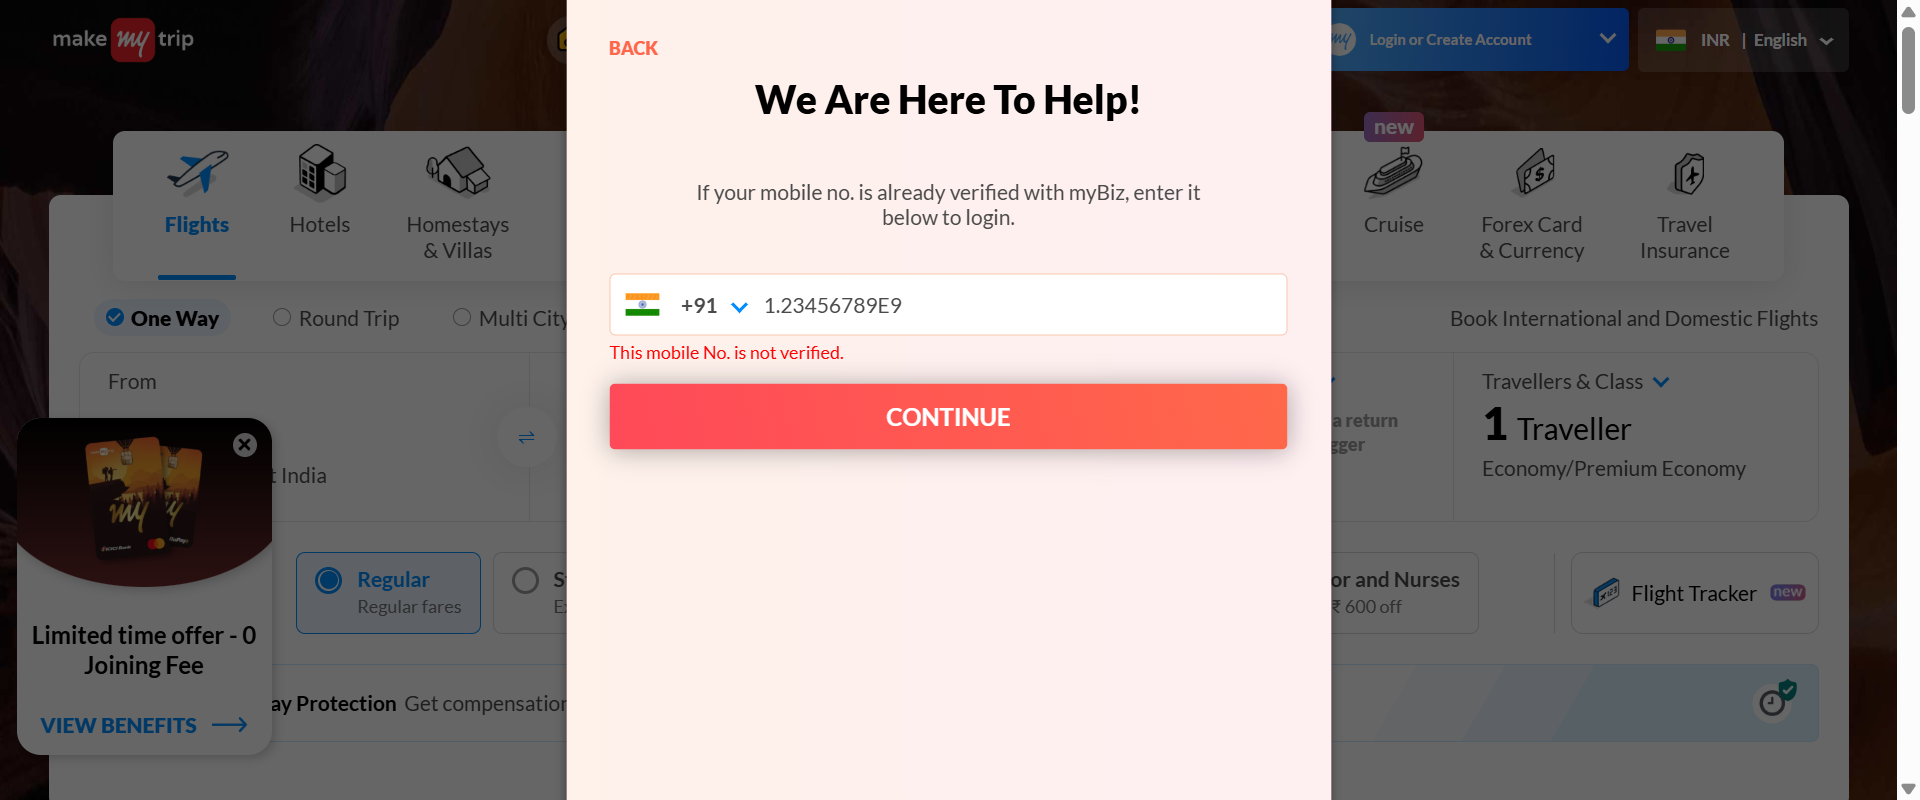 make my trip
my Login or Create Account
INR | English
BACK
We Are Here To Help!
If your mobile no. is already verified with myBiz, enter it
below to login.
+91 1.23456789E9
This mobile No. is not verified.
CONTINUE
Flights
Hotels
Homestays
& Villas
new
Cruise
Forex Card
& Currency
Travel
Insurance
One Way
Round Trip
Multi City
Book International and Domestic Flights
From
t India
a return
gger
Travellers & Class
1 Traveller
Economy/Premium Economy
my
Limited time offer - 0
Joining Fee
VIEW BENEFITS
Regular
Regular fares
or and Nurses
₹ 600 off
Flight Tracker new
ay Protection Get compensation